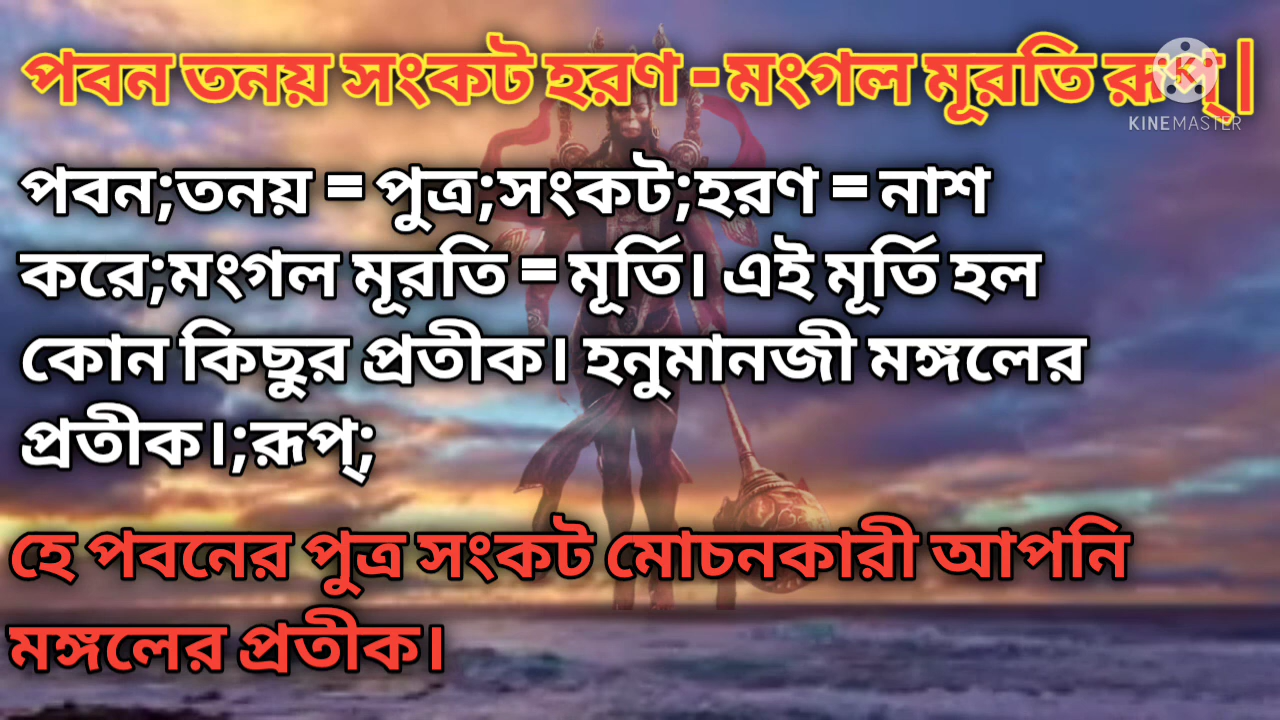 পবন তনয় সংকট হরণ - মংগল মূরতি রূপ্ |
KINEMASTER
পবন;তনয় = পুত্র;সংকট;হরণ = নাশ
করে;মংগল মূরতি = মূর্তি। এই মূর্তি হল
কোন কিছুর প্রতীক। হনুমানজী মঙ্গলের
প্রতীক।;রূপ্;
হে পবনের পুত্র সংকট মোচনকারী আপনি
মঙ্গলের প্রতীক।